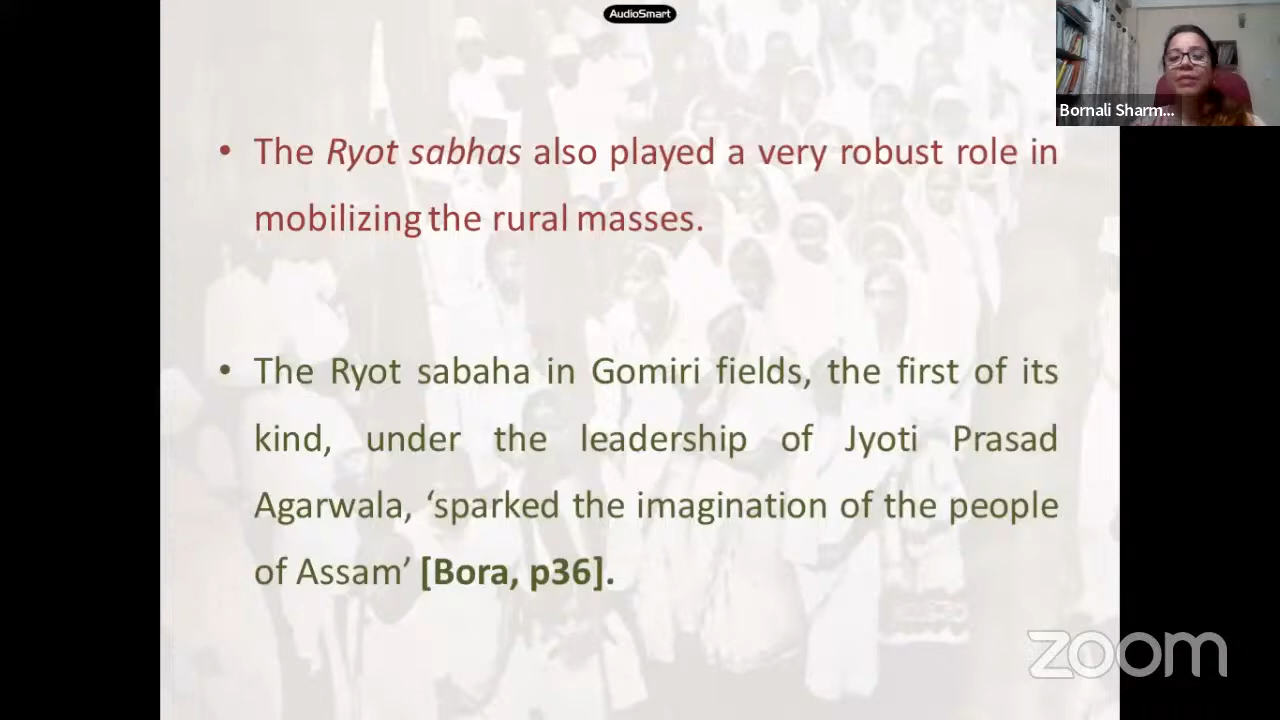 AudioSmart
Bornali Sharm...
• The Ryot sabhas also played a very robust role in
mobilizing the rural masses.
• The Ryot sabaha in Gomiri fields, the first of its
kind, under the leadership of Jyoti Prasad
Agarwala, ‘sparked the imagination of the people
of Assam’ [Bora, p36].
zoom